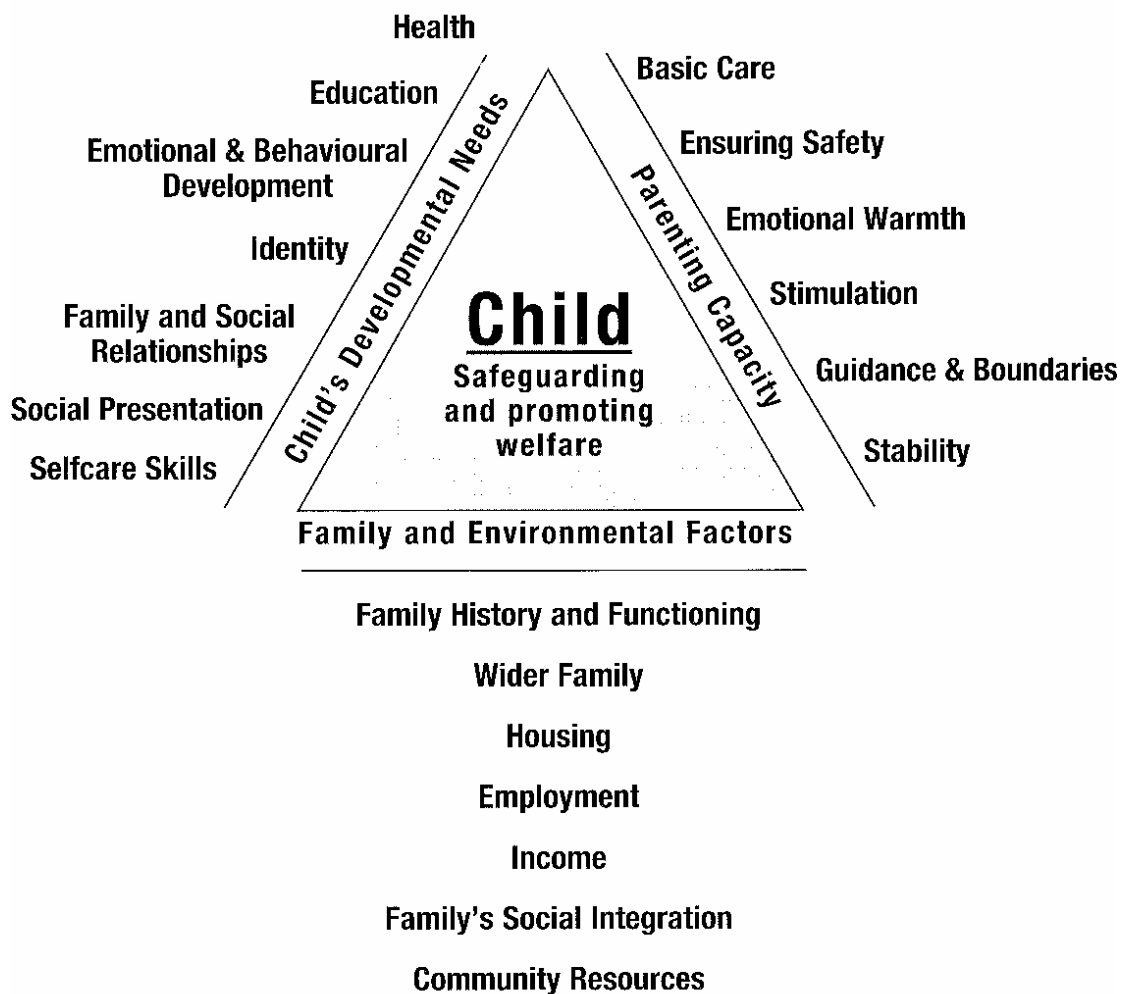 Health
Education
Emotional & Behavioural
Development
Identity
Family and Social
Relationships
Social Presentation
Selfcare Skills
Child's Developmental Needs
Basic Care
Ensuring Safety
Emotional Warmth
Stimulation
Guidance & Boundaries
Stability
Parenting Capacity
Child
Safeguarding
and promoting
welfare
Family and Environmental Factors
Family History and Functioning
Wider Family
Housing
Employment
Income
Family's Social Integration
Community Resources